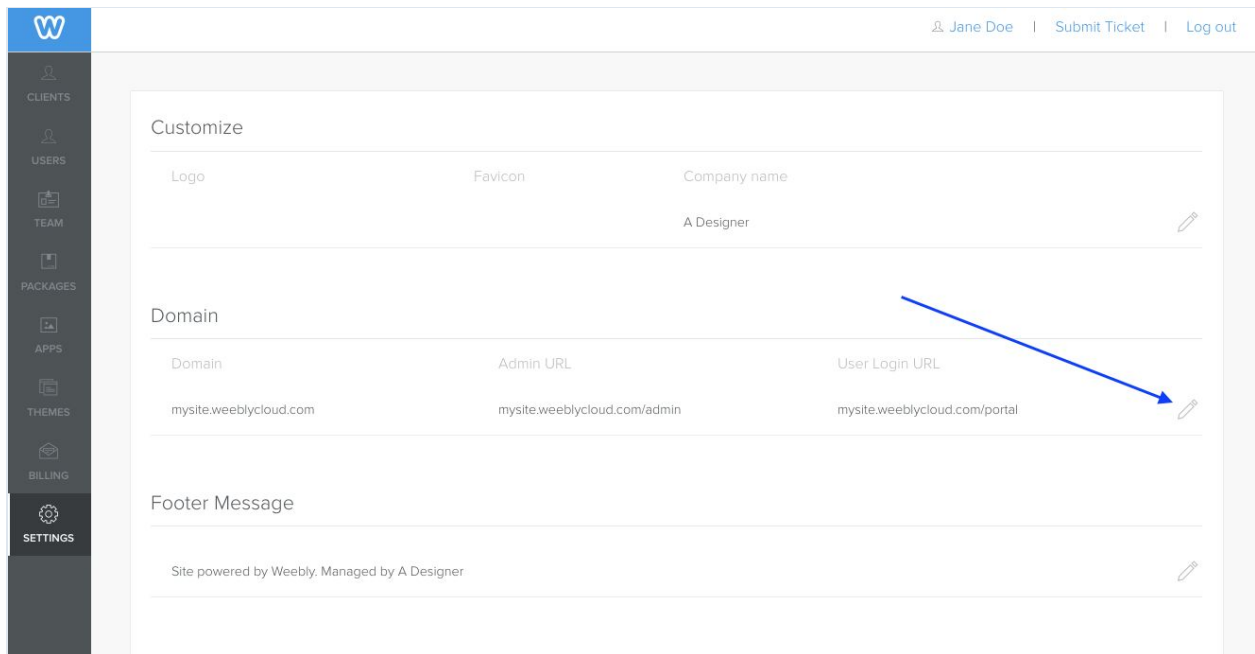 Jane Doe | Submit Ticket | Log out
CLIENTS
USERS
TEAM
PACKAGES
APPS
THEMES
BILLING
SETTINGS
Customize
Logo Favicon Company name
A Designer
Domain
Domain Admin URL User Login URL
mysite.weeblycloud.com mysite.weeblycloud.com/admin mysite.weeblycloud.com/portal
Footer Message
Site powered by Weebly. Managed by A Designer